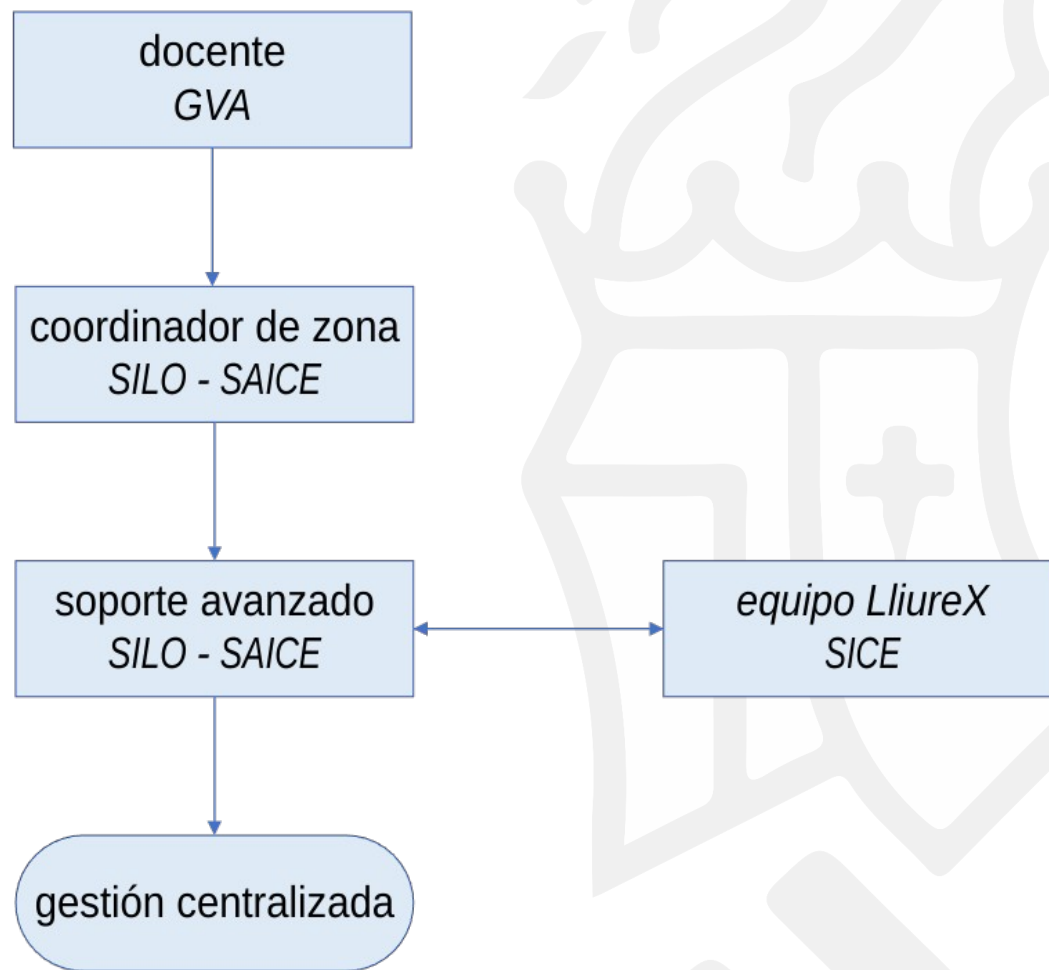 docente
GVA
coordinador de zona
SILO - SAICE
soporte avanzado
SILO - SAICE
equipo LliureX
SICE
gestión centralizada